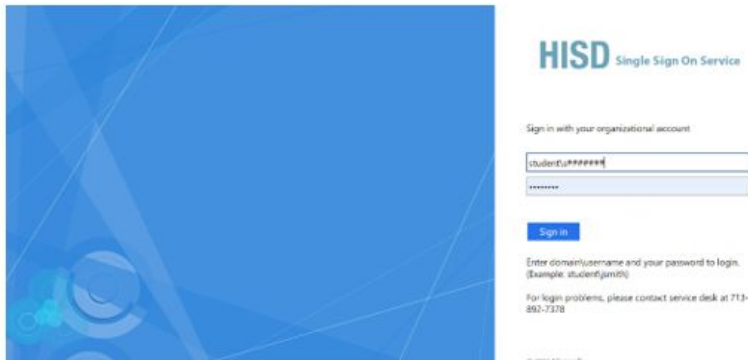 HISD Single Sign On Service
Sign in with your organizational account
student\s#######
••••••••
Sign in
Enter domain\username and your password to login.
(Example: student\jsmith)
For login problems, please contact service desk at 713-
892-7378